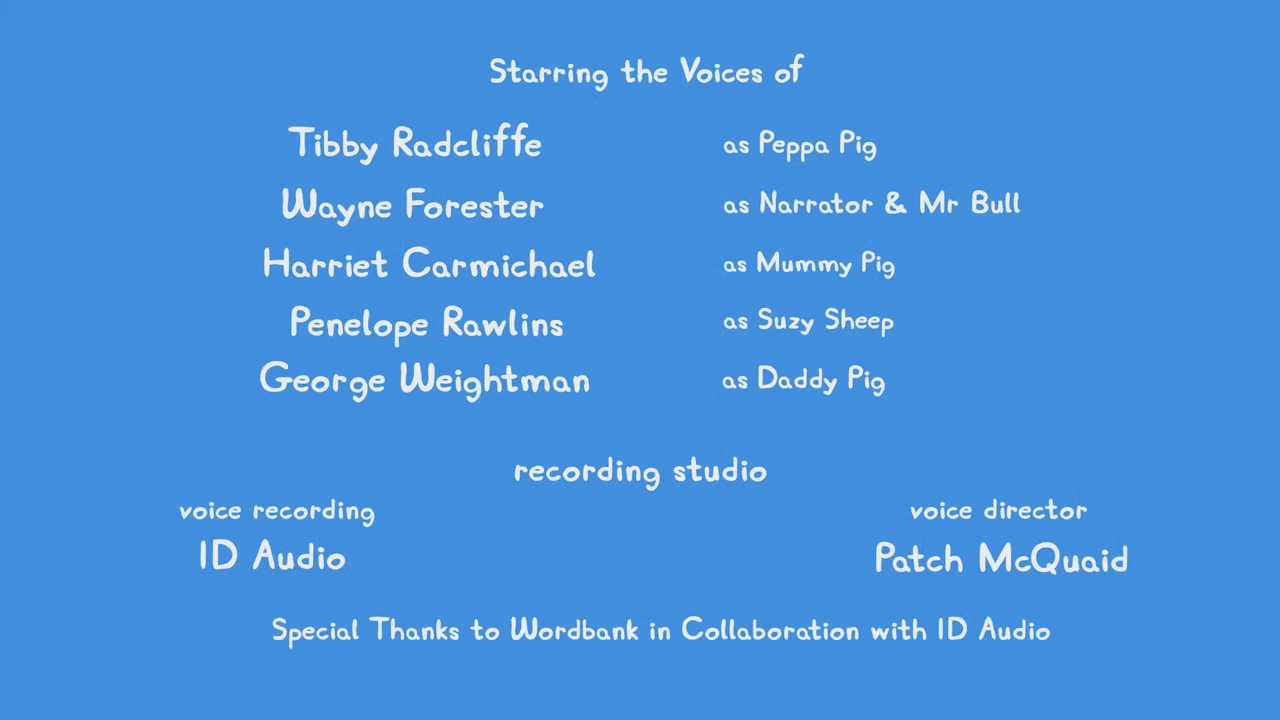 Starring the Voices of
Tibby Radcliffe as Peppa Pig
Wayne Forester as Narrator & Mr Bull
Harriet Carmichael as Mummy Pig
Penelope Rawlins as Suzy Sheep
George Weightman as Daddy Pig
recording studio
voice recording voice director
ID Audio Patch McQuaid
Special Thanks to Wordbank in Collaboration with ID Audio